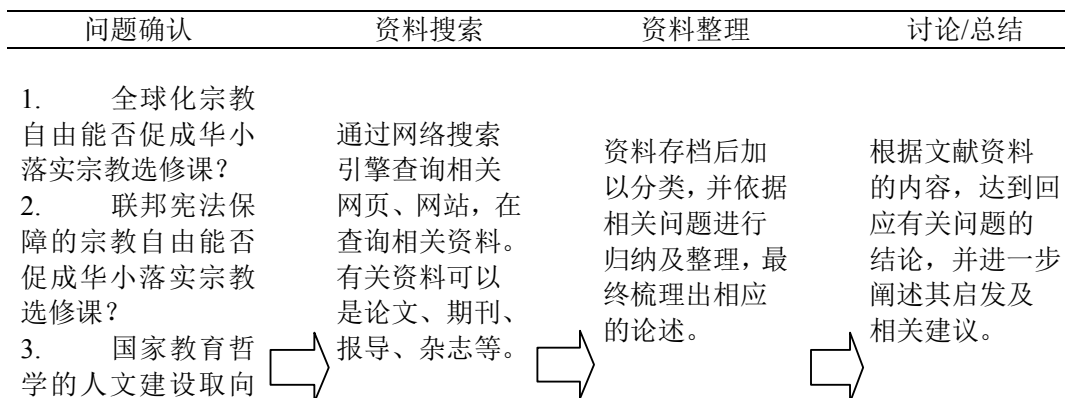 问题确认 资料搜索 资料整理 讨论/总结
1. 全球化宗教
自由能否促成华小
落实宗教选修课？
2. 联邦宪法保
障的宗教自由能否
促成华小落实宗教
选修课？
3. 国家教育哲
学的人文建设取向
通过网络搜索
引擎查询相关
网页、网站，在
查询相关资料。
有关资料可以
是论文、期刊、
报导、杂志等。
资料存档后加
以分类，并依据
相关问题进行
归纳及整理，最
终梳理出相应
的论述。
根据文献资料
的内容，达到回
应有关问题的
结论，并进一步
阐述其启发及
相关建议。